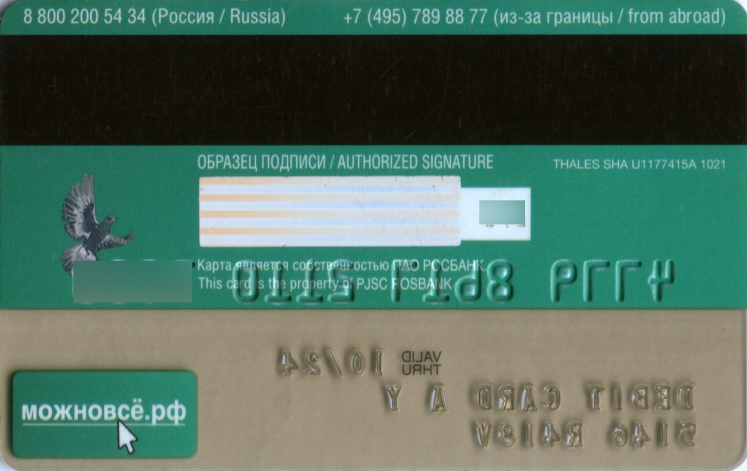 8 800 200 54 34 (Россия / Russia) +7 (495) 789 88 77 (из-за границы / from abroad)
ОБРАЗЕЦ ПОДПИСИ / AUTHORIZED SIGNATURE THALES SHA U1177415A 1021
Карта является собственностью ПАО РОСБАНК.
This card is the property of PJSC ROSBANK
VALID
THRU 10/24
DEBIT CARD A Y
можновсё.рф